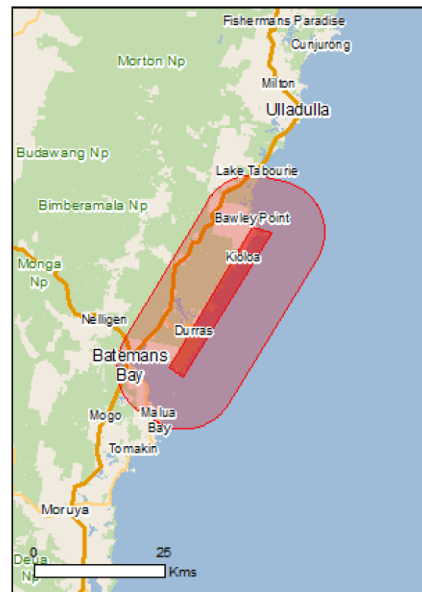 Fishermans Paradise
Cunjurong
Morton Np
Milton
Ulladulla
Budawang Np
Lake Tabourie
Bimberamala Np
Bawley Point
Monga
Np
Kioloa
Nelligen
Durras
Batemans
Bay
Mogo
Malua
Bay
Tomakin
Moruya
0
25
Deua
Np
Kms